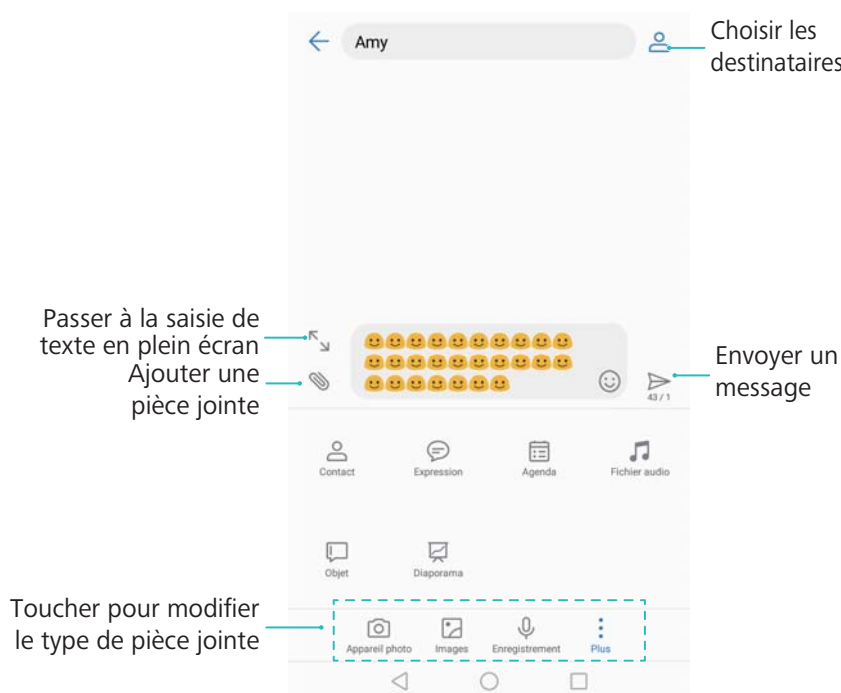 Amy
Choisir les
destinataires
Passer à la saisie de
texte en plein écran
Ajouter une
pièce jointe
Envoyer un
message
43 / 1
Contact
Expression
Agenda
Fichier audio
Objet
Diaporama
Toucher pour modifier
le type de pièce jointe
Appareil photo
Images
Enregistrement
Plus